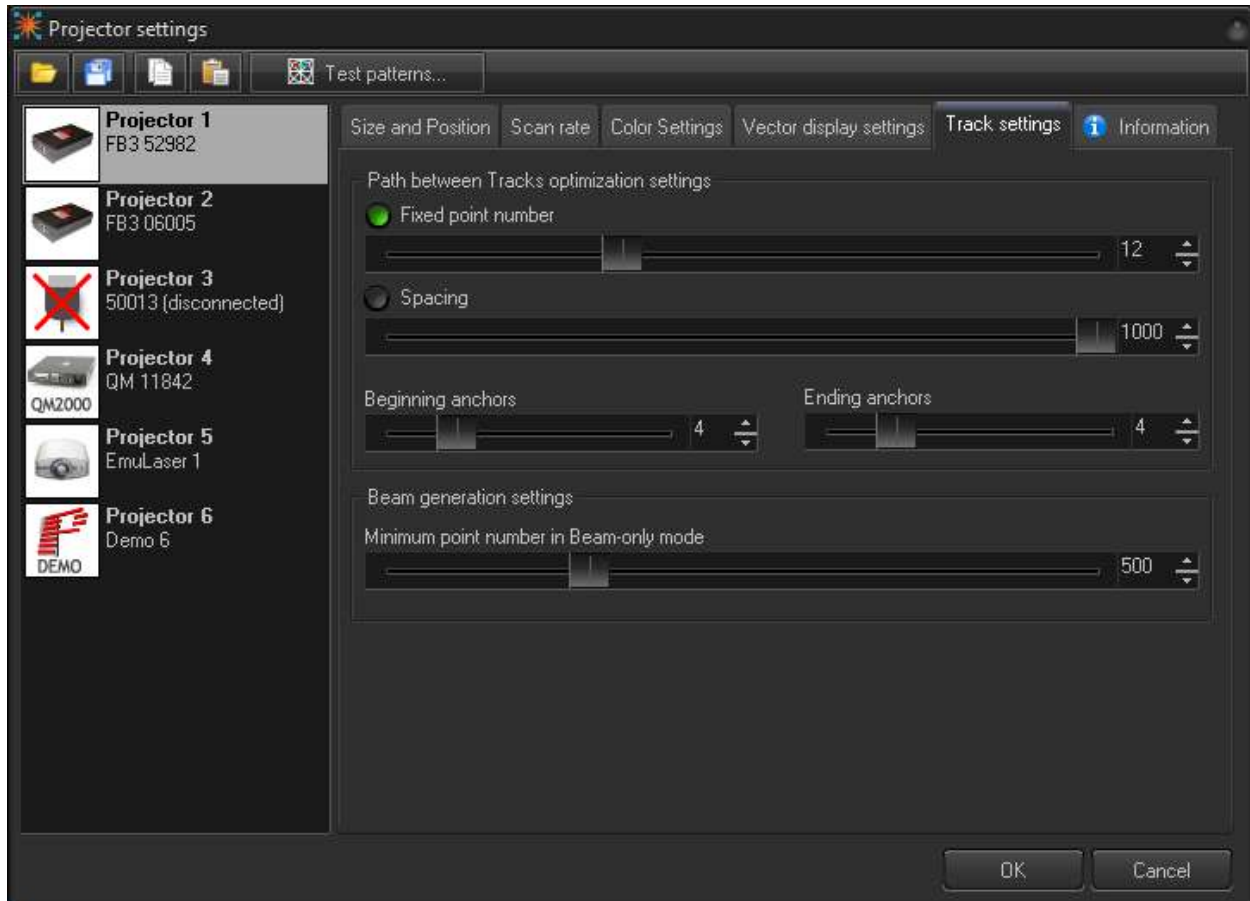 Projector settings
Test patterns...
Projector 1
FB3 52982
Projector 2
FB3 06005
Projector 3
50013 (disconnected)
Projector 4
QM 11842
QM2000
Projector 5
EmuLaser 1
Projector 6
Demo 6
DEMO
Size and Position
Scan rate
Color Settings
Vector display settings
Track settings
Information
Path between Tracks optimization settings
Fixed point number
12
Spacing
1000
Beginning anchors
4
Ending anchors
4
Beam generation settings
Minimum point number in Beam-only mode
500
OK
Cancel